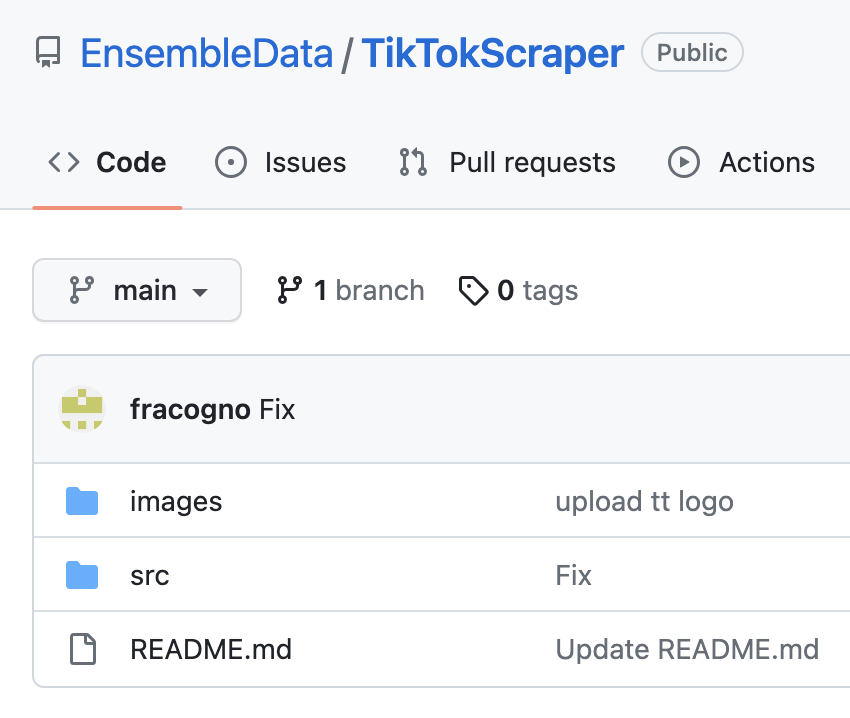 EnsembleData / TikTokScraper Public
Code Issues Pull requests Actions
main 1 branch 0 tags
fracogno Fix
images upload tt logo
src Fix
README.md Update README.md